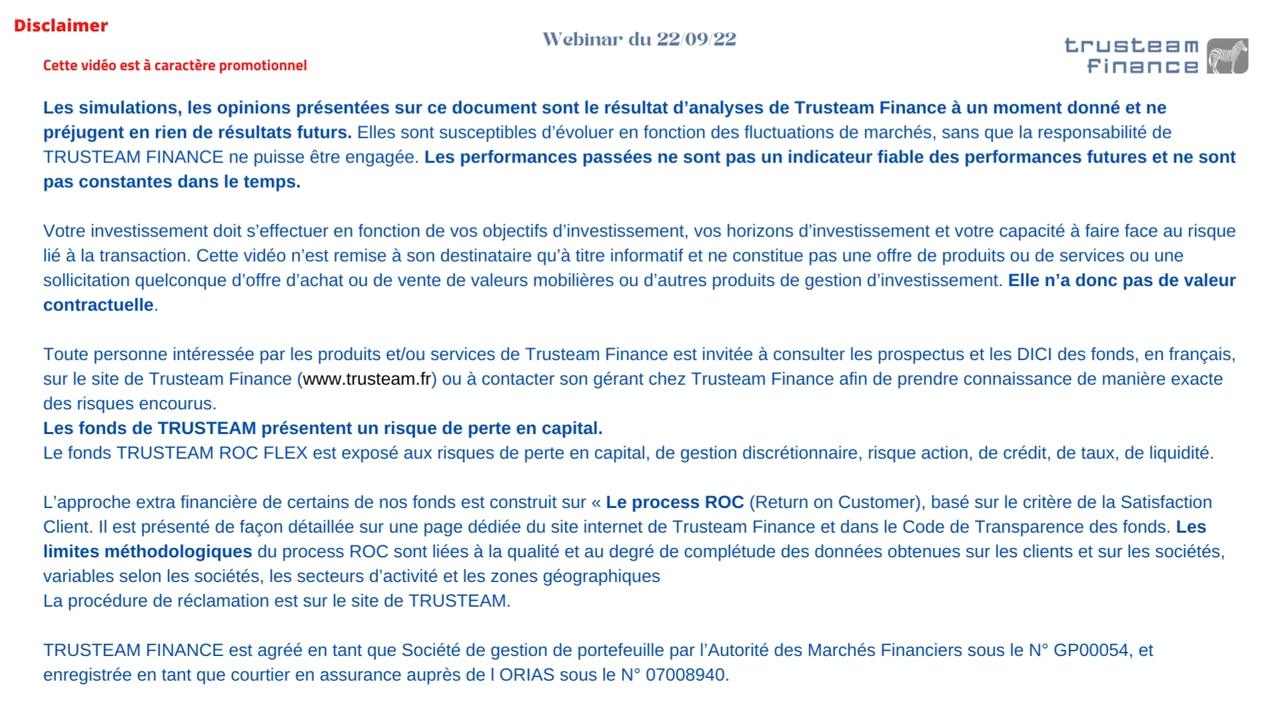 Disclaimer
Webinar du 22/09/22
trusteam
finance
Cette vidéo est à caractère promotionnel
Les simulations, les opinions présentées sur ce document sont le résultat d’analyses de Trusteam Finance à un moment donné et ne
préjugent en rien de résultats futurs. Elles sont susceptibles d’évoluer en fonction des fluctuations de marchés, sans que la responsabilité de
TRUSTEAM FINANCE ne puisse être engagée. Les performances passées ne sont pas un indicateur fiable des performances futures et ne sont
pas constantes dans le temps.
Votre investissement doit s’effectuer en fonction de vos objectifs d’investissement, vos horizons d’investissement et votre capacité à faire face au risque
lié à la transaction. Cette vidéo n’est remise à son destinataire qu’à titre informatif et ne constitue pas une offre de produits ou de services ou une
sollicitation quelconque d’offre d’achat ou de vente de valeurs mobilières ou d’autres produits de gestion d’investissement. Elle n’a donc pas de valeur
contractuelle.
Toute personne intéressée par les produits et/ou services de Trusteam Finance est invitée à consulter les prospectus et les DICI des fonds, en français,
sur le site de Trusteam Finance (www.trusteam.fr) ou à contacter son gérant chez Trusteam Finance afin de prendre connaissance de manière exacte
des risques encourus.
Les fonds de TRUSTEAM présentent un risque de perte en capital.
Le fonds TRUSTEAM ROC FLEX est exposé aux risques de perte en capital, de gestion discrétionnaire, risque action, de crédit, de taux, de liquidité.
L’approche extra financière de certains de nos fonds est construit sur « Le process ROC (Return on Customer), basé sur le critère de la Satisfaction
Client. Il est présenté de façon détaillée sur une page dédiée du site internet de Trusteam Finance et dans le Code de Transparence des fonds. Les
limites méthodologiques du process ROC sont liées à la qualité et au degré de complétude des données obtenues sur les clients et sur les sociétés,
variables selon les sociétés, les secteurs d’activité et les zones géographiques
La procédure de réclamation est sur le site de TRUSTEAM.
TRUSTEAM FINANCE est agréé en tant que Société de gestion de portefeuille par l’Autorité des Marchés Financiers sous le N° GP00054, et
enregistrée en tant que courtier en assurance auprès de l ORIAS sous le N° 07008940.